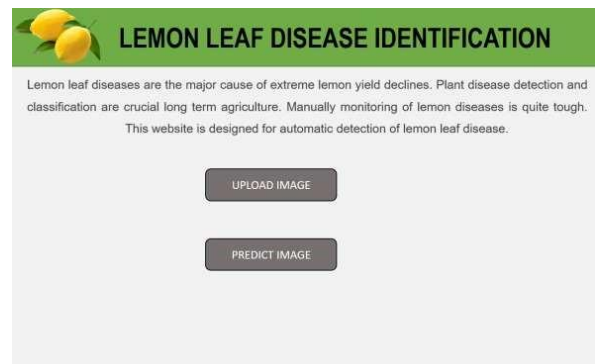 LEMON LEAF DISEASE IDENTIFICATION
Lemon leaf diseases are the major cause of extreme lemon yield declines. Plant disease detection and
classification are crucial long term agriculture. Manually monitoring of lemon diseases is quite tough.
This website is designed for automatic detection of lemon leaf disease.
UPLOAD IMAGE
PREDICT IMAGE